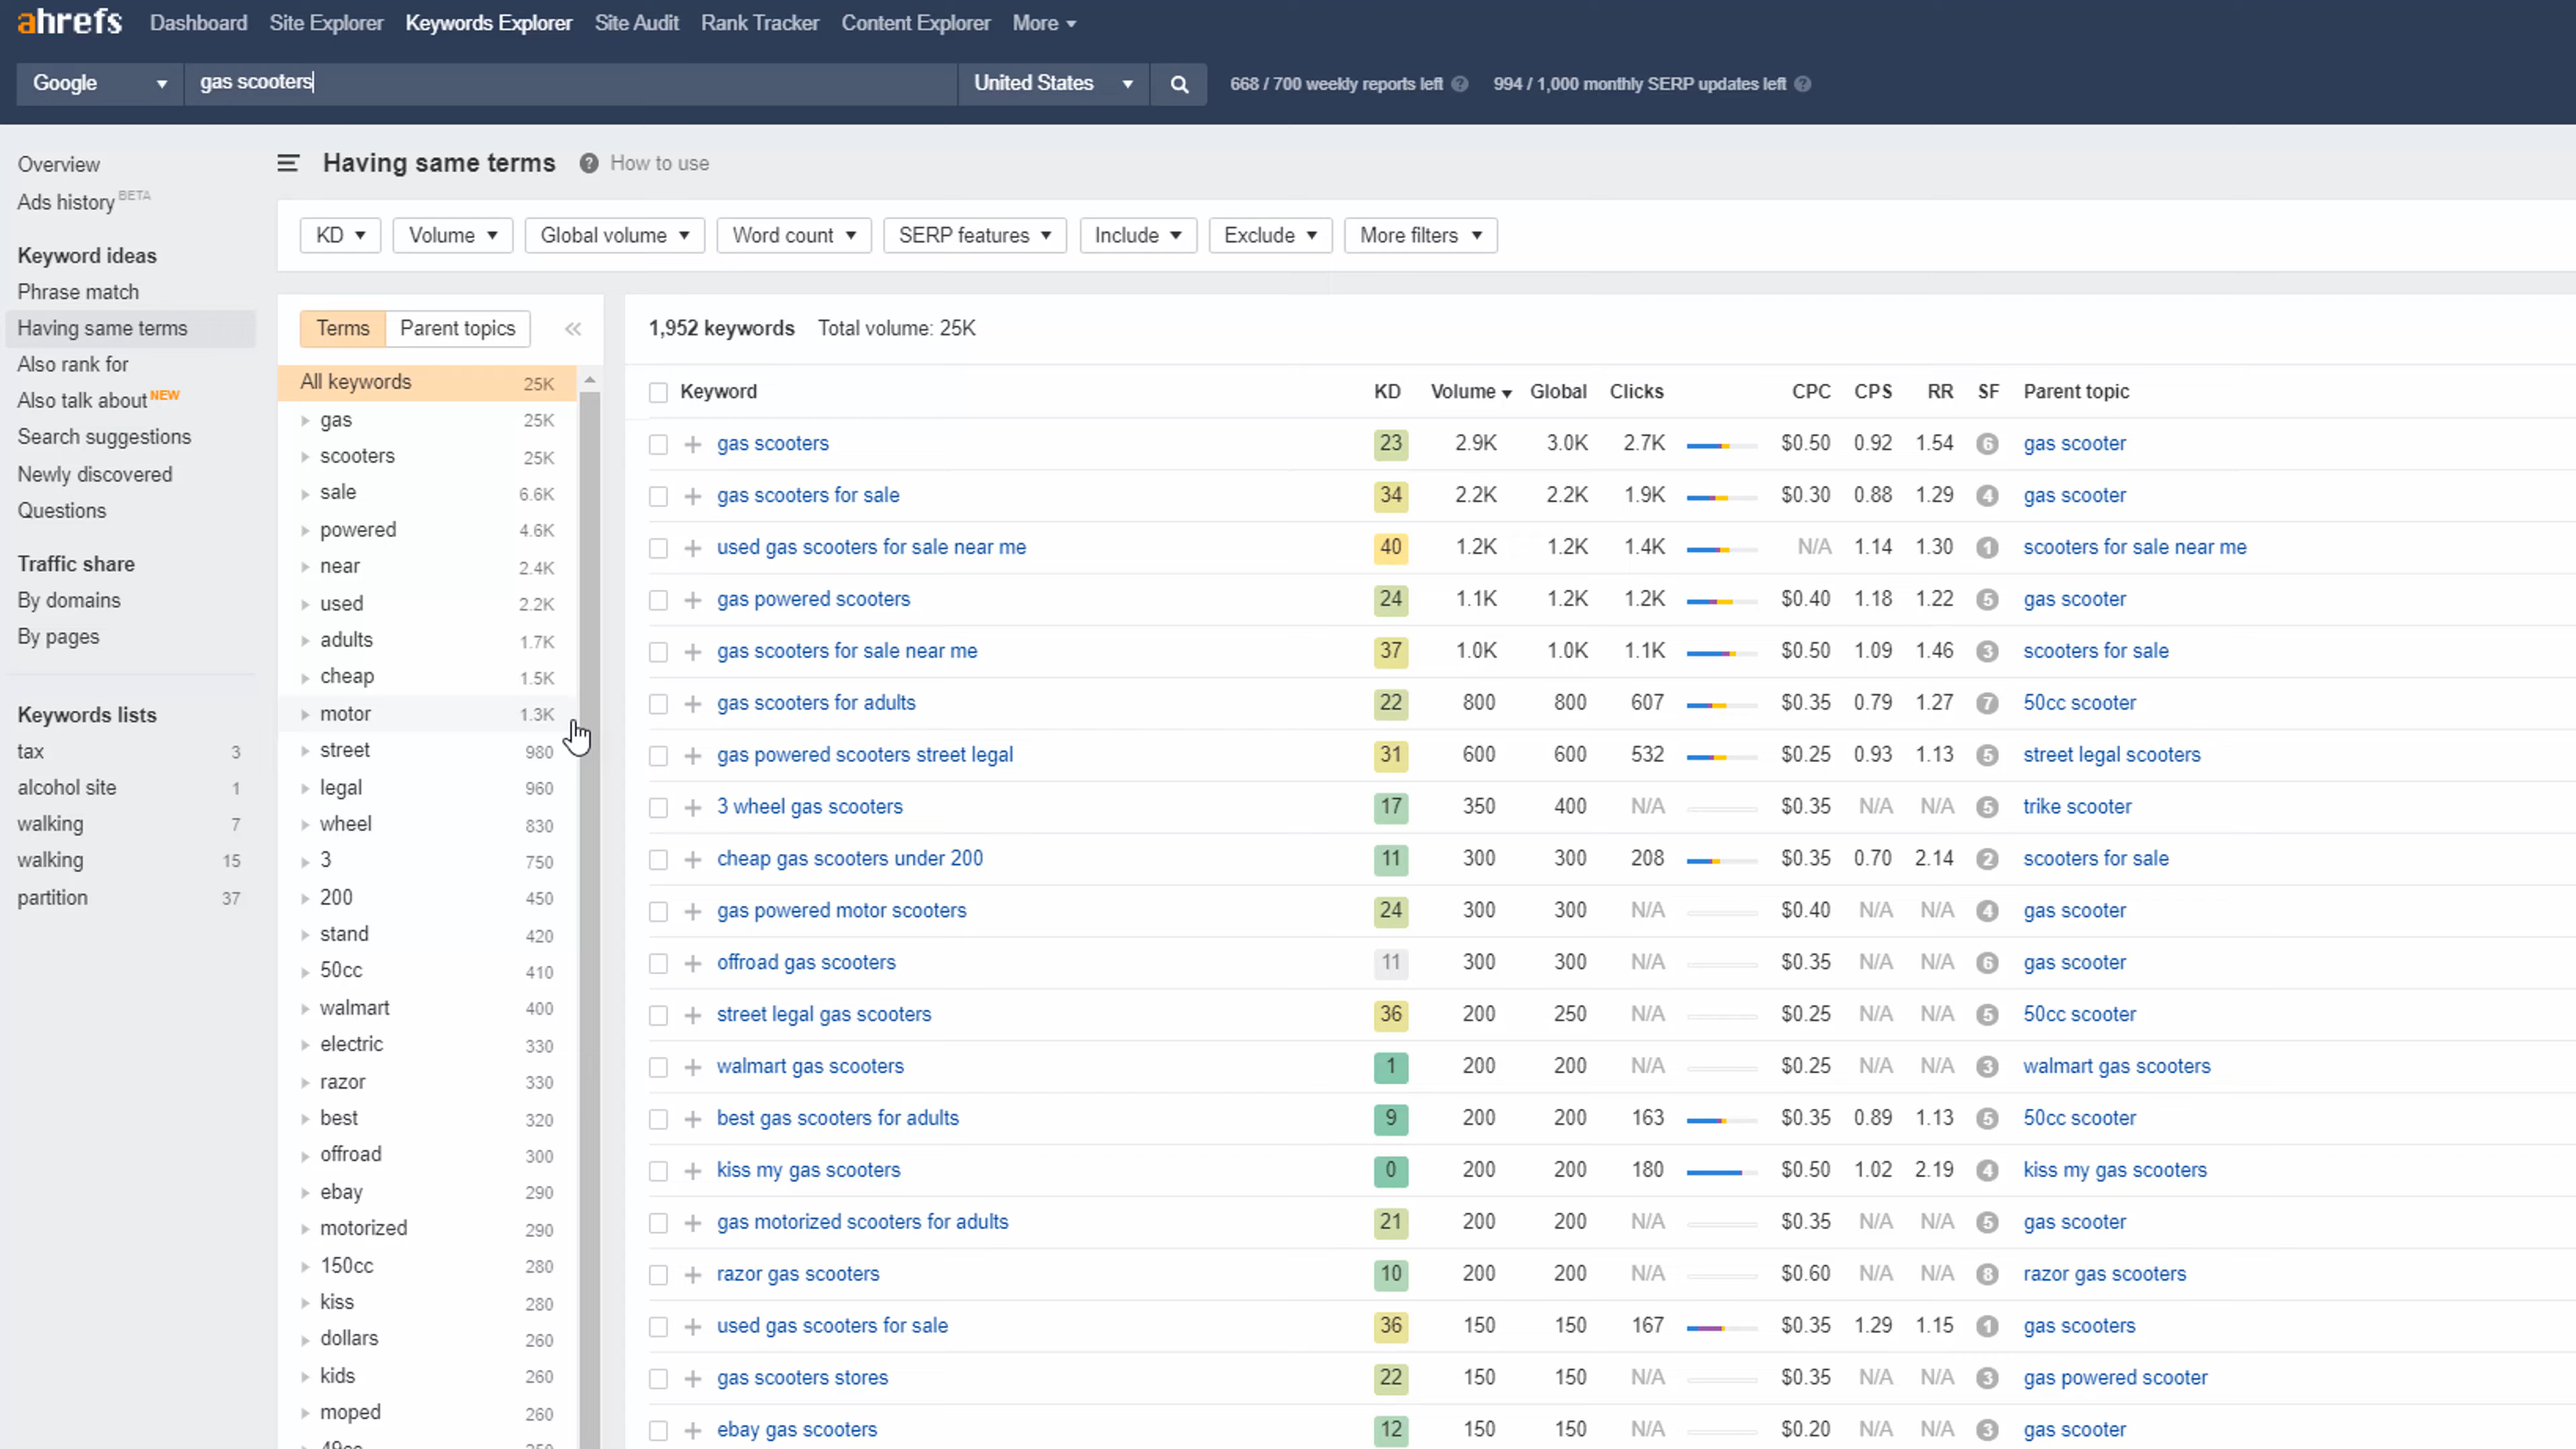 ahrefs Dashboard Site Explorer Keywords Explorer Site Audit Rank Tracker Content Explorer More
Google gas scooters United States 668 / 700 weekly reports left ? 994 / 1,000 monthly SERP updates left ?
Overview
Ads history BETA
Keyword ideas
Phrase match
Having same terms
Also rank for
Also talk about NEW
Search suggestions
Newly discovered
Questions
Traffic share
By domains
By pages
Keywords lists
tax 3
alcohol site 1
walking 7
walking 15
partition 37
Having same terms ? How to use
KD Volume Global volume Word count SERP features Include Exclude More filters
Terms Parent topics
All keywords 25K
gas 25K
scooters 25K
sale 6.6K
powered 4.6K
near 2.4K
used 2.2K
adults 1.7K
cheap 1.5K
motor 1.3K
street 980
legal 960
wheel 830
3 750
200 450
stand 420
50cc 410
walmart 400
electric 330
razor 330
best 320
offroad 300
ebay 290
motorized 290
150cc 280
kiss 280
dollars 260
kids 260
moped 260
1,952 keywords Total volume: 25K
Keyword KD Volume Global Clicks CPC CPS RR SF Parent topic
gas scooters 23 2.9K 3.0K 2.7K $0.50 0.92 1.54 6 gas scooter
gas scooters for sale 34 2.2K 2.2K 1.9K $0.30 0.88 1.29 4 gas scooter
used gas scooters for sale near me 40 1.2K 1.2K 1.4K N/A 1.14 1.30 1 scooters for sale near me
gas powered scooters 24 1.1K 1.2K 1.2K $0.40 1.18 1.22 5 gas scooter
gas scooters for sale near me 37 1.0K 1.0K 1.1K $0.50 1.09 1.46 3 scooters for sale
gas scooters for adults 22 800 800 607 $0.35 0.79 1.27 7 50cc scooter
gas powered scooters street legal 31 600 600 532 $0.25 0.93 1.13 5 street legal scooters
3 wheel gas scooters 17 350 400 N/A $0.35 N/A N/A 5 trike scooter
cheap gas scooters under 200 11 300 300 208 $0.35 0.70 2.14 2 scooters for sale
gas powered motor scooters 24 300 300 N/A $0.40 N/A N/A 4 gas scooter
offroad gas scooters 11 300 300 N/A $0.35 N/A N/A 6 gas scooter
street legal gas scooters 36 200 250 N/A $0.25 N/A N/A 5 50cc scooter
walmart gas scooters 1 200 200 N/A $0.25 N/A N/A 3 walmart gas scooters
best gas scooters for adults 9 200 200 163 $0.35 0.89 1.13 5 50cc scooter
kiss my gas scooters 0 200 200 180 $0.50 1.02 2.19 4 kiss my gas scooters
gas motorized scooters for adults 21 200 200 N/A $0.35 N/A N/A 5 gas scooter
razor gas scooters 10 200 200 N/A $0.60 N/A N/A 8 razor gas scooters
used gas scooters for sale 36 150 150 167 $0.35 1.29 1.15 1 gas scooters
gas scooters stores 22 150 150 N/A $0.35 N/A N/A 3 gas powered scooter
ebay gas scooters 12 150 150 N/A $0.20 N/A N/A 3 gas scooter